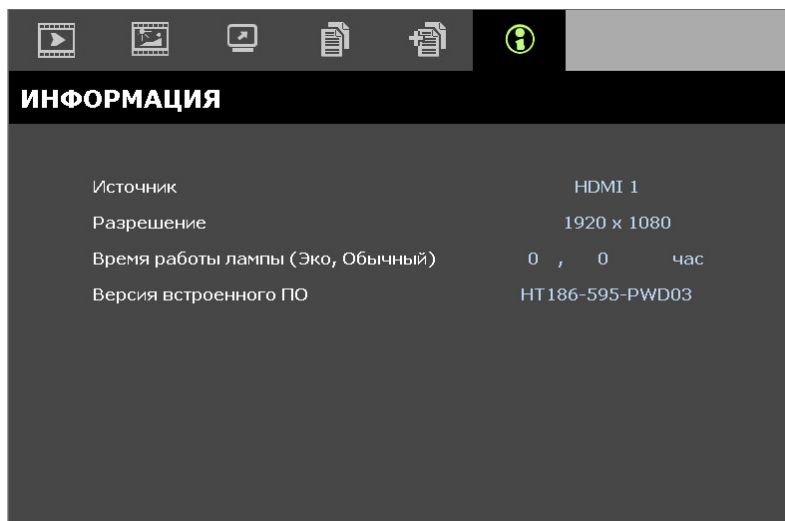 ИНФОРМАЦИЯ
Источник HDMI 1
Разрешение 1920 x 1080
Время работы лампы (Эко, Обычный) 0 , 0 час
Версия встроенного ПО HT186-595-PWD03